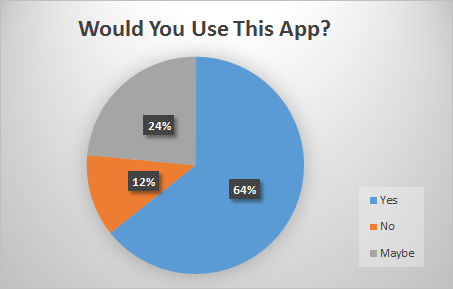 Would You Use This App?
24%
12%
64%
Yes
No
Maybe